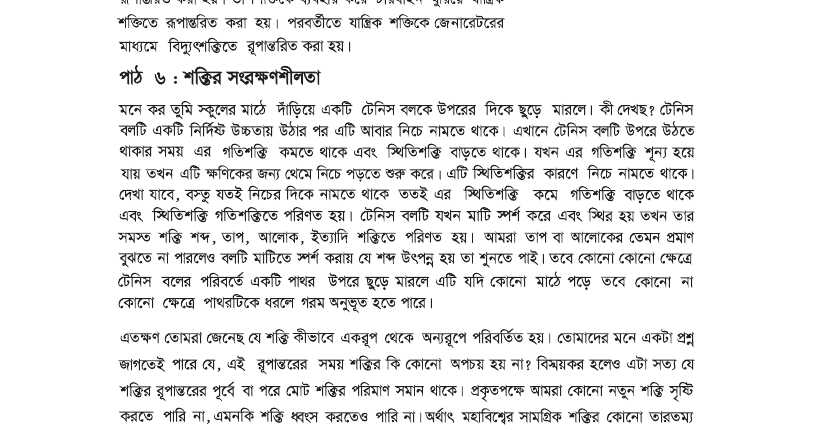 রূপান্তরিত করা হয়। তাপশক্তিকে ব্যবহার করে টারবাইন ঘুরিয়ে যান্ত্রিক
শক্তিতে রূপান্তরিত করা হয়। পরবর্তীতে যান্ত্রিক শক্তিকে জেনারেটরের
মাধ্যমে বিদ্যুৎশক্তিতে রূপান্তরিত করা হয়।
পাঠ ৬ : শক্তির সংরক্ষণশীলতা
মনে কর তুমি স্কুলের মাঠে দাঁড়িয়ে একটি টেনিস বলকে উপরের দিকে ছুড়ে মারলে। কী দেখছ? টেনিস
বলটি একটি নির্দিষ্ট উচ্চতায় উঠার পর এটি আবার নিচে নামতে থাকে। এখানে টেনিস বলটি উপরে উঠতে
থাকার সময় এর গতিশক্তি কমতে থাকে এবং স্থিতিশক্তি বাড়তে থাকে। যখন এর গতিশক্তি শূন্য হয়ে
যায় তখন এটি ক্ষণিকের জন্য থেমে নিচে পড়তে শুরু করে। এটি স্থিতিশক্তির কারণে নিচে নামতে থাকে।
দেখা যাবে, বস্তু যতই নিচের দিকে নামতে থাকে ততই এর স্থিতিশক্তি কমে গতিশক্তি বাড়তে থাকে
এবং স্থিতিশক্তি গতিশক্তিতে পরিণত হয়। টেনিস বলটি যখন মাটি স্পর্শ করে এবং স্থির হয় তখন তার
সমস্ত শক্তি শব্দ, তাপ, আলোক, ইত্যাদি শক্তিতে পরিণত হয়। আমরা তাপ বা আলোকের তেমন প্রমাণ
বুঝতে না পারলেও বলটি মাটিতে স্পর্শ করায় যে শব্দ উৎপন্ন হয় তা শুনতে পাই। তবে কোনো কোনো ক্ষেত্রে
টেনিস বলের পরিবর্তে একটি পাথর উপরে ছুড়ে মারলে এটি যদি কোনো মাঠে পড়ে তবে কোনো না
কোনো ক্ষেত্রে পাথরটিকে ধরলে গরম অনুভূত হতে পারে।
এতক্ষণ তোমরা জেনেছ যে শক্তি কীভাবে একরূপ থেকে অন্যরূপে পরিবর্তিত হয়। তোমাদের মনে একটা প্রশ্ন
জাগতেই পারে যে, এই রূপান্তরের সময় শক্তির কি কোনো অপচয় হয় না? বিস্ময়কর হলেও এটা সত্য যে
শক্তির রূপান্তরের পূর্বে বা পরে মোট শক্তির পরিমাণ সমান থাকে। প্রকৃতপক্ষে আমরা কোনো নতুন শক্তি সৃষ্টি
করতে পারি না, এমনকি শক্তি ধ্বংস করতেও পারি না। অর্থাৎ মহাবিশ্বের সামগ্রিক শক্তির কোনো তারতম্য